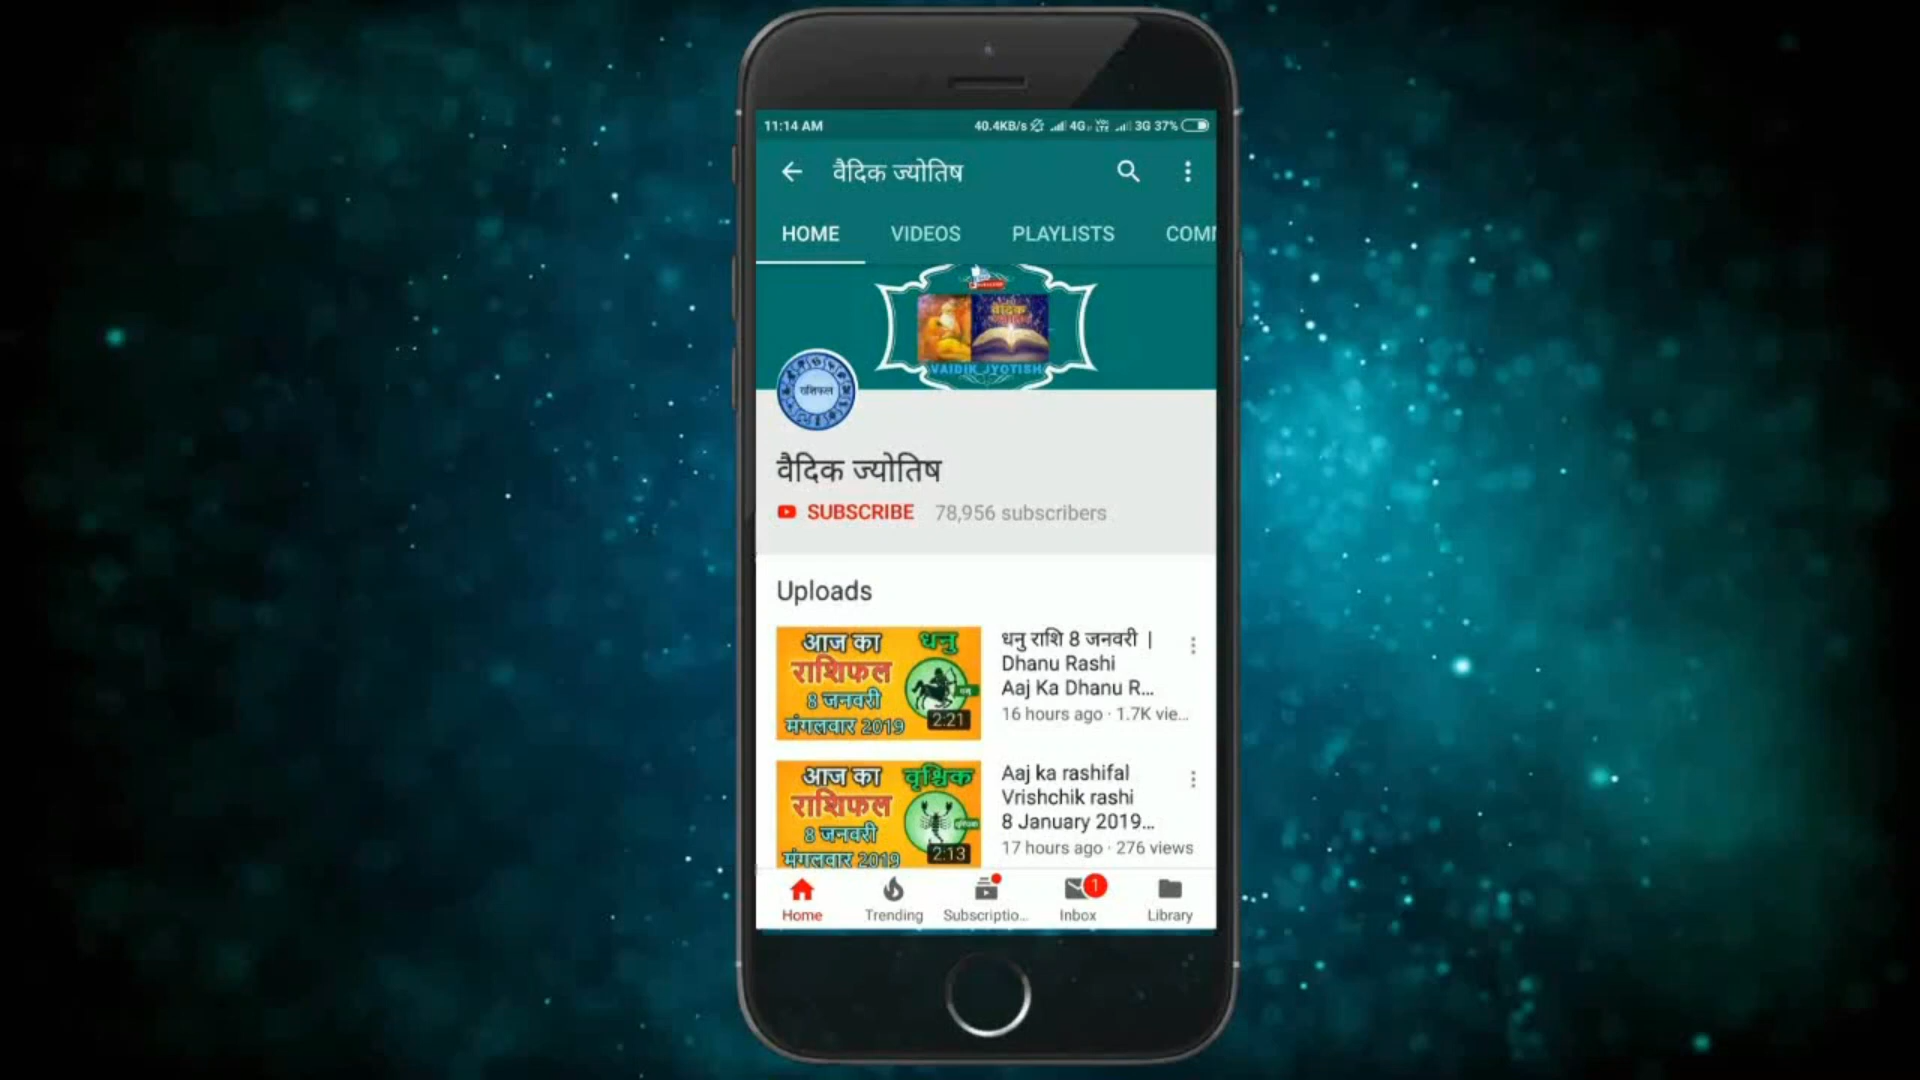 11:14 AM 40.4KB/s 4G VoLTE 3G 37%
वैदिक ज्योतिष
HOME VIDEOS PLAYLISTS COM
SUBSCRIBE
वैदिक
VAIDIK JYOTISH
राशिफल
वैदिक ज्योतिष
SUBSCRIBE 78,956 subscribers
Uploads
आज का धनु
राशिफल
8 जनवरी
मंगलवार 2019 2:21
धनु राशि 8 जनवरी |
Dhanu Rashi
Aaj Ka Dhanu R...
16 hours ago · 1.7K vie...
आज का वृश्चिक
राशिफल
8 जनवरी
मंगलवार 2019 2:13
Aaj ka rashifal
Vrishchik rashi
8 January 2019...
17 hours ago · 276 views
1
Home Trending Subscriptio... Inbox Library